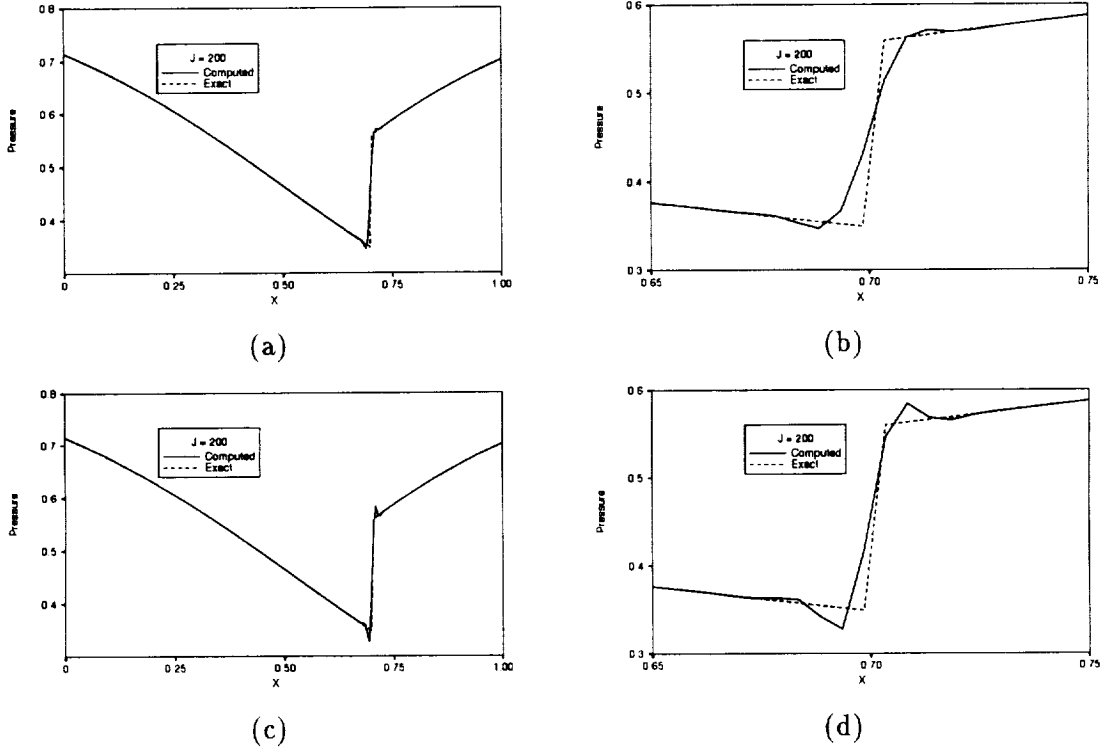 0.8
0.7
0.6
0.5
0.4
Pressure
J = 200
Computed
Exact
0
0.25
0.50
0.75
1.00
X
(a)
0.6
0.5
0.4
0.3
Pressure
J = 200
Computed
Exact
0.65
0.70
0.75
X
(b)
0.8
0.7
0.6
0.5
0.4
Pressure
J = 200
Computed
Exact
0
0.25
0.50
0.75
1.00
X
(c)
0.6
0.5
0.4
0.3
Pressure
J = 200
Computed
Exact
0.65
0.70
0.75
X
(d)